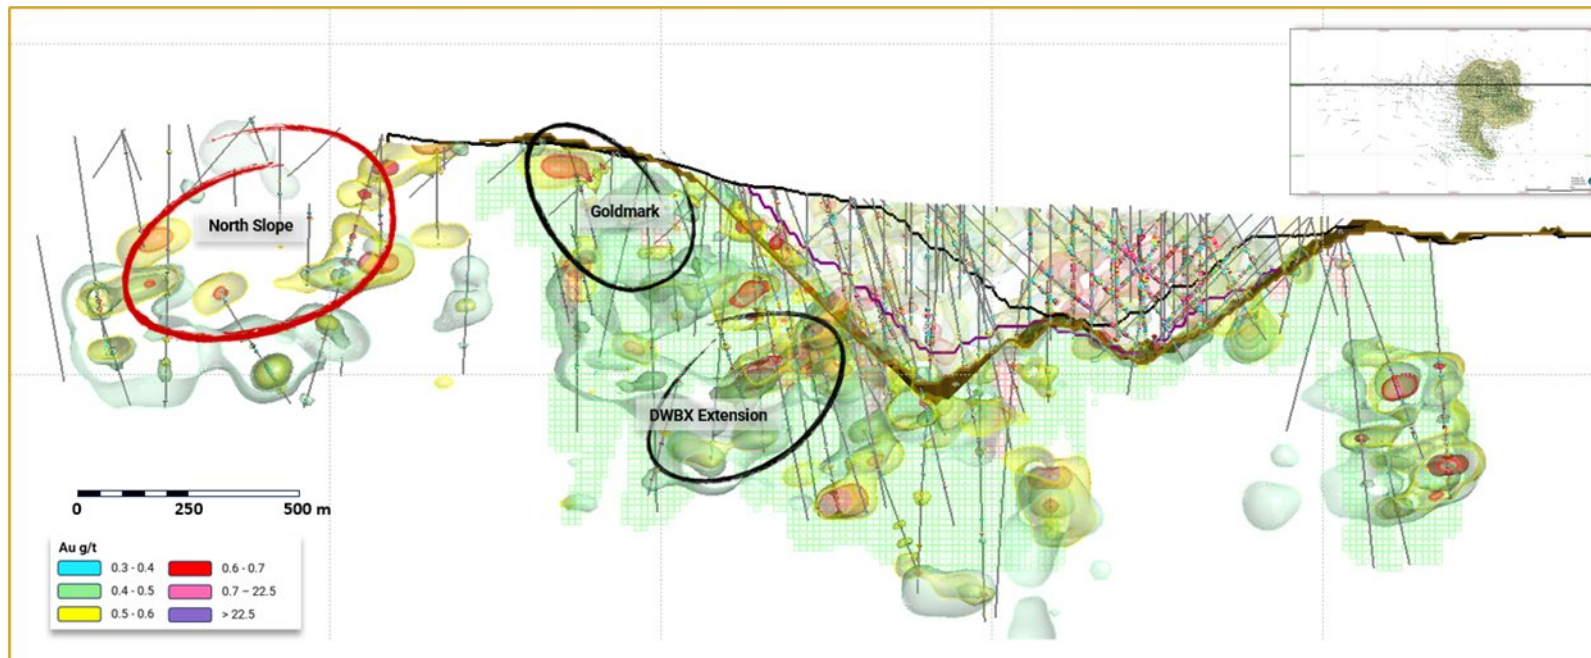 North Slope
Goldmark
DWBX Extension
0 250 500 m
Au g/t
0.3 - 0.4 0.6 - 0.7
0.4 - 0.5 0.7 – 22.5
0.5 - 0.6 > 22.5